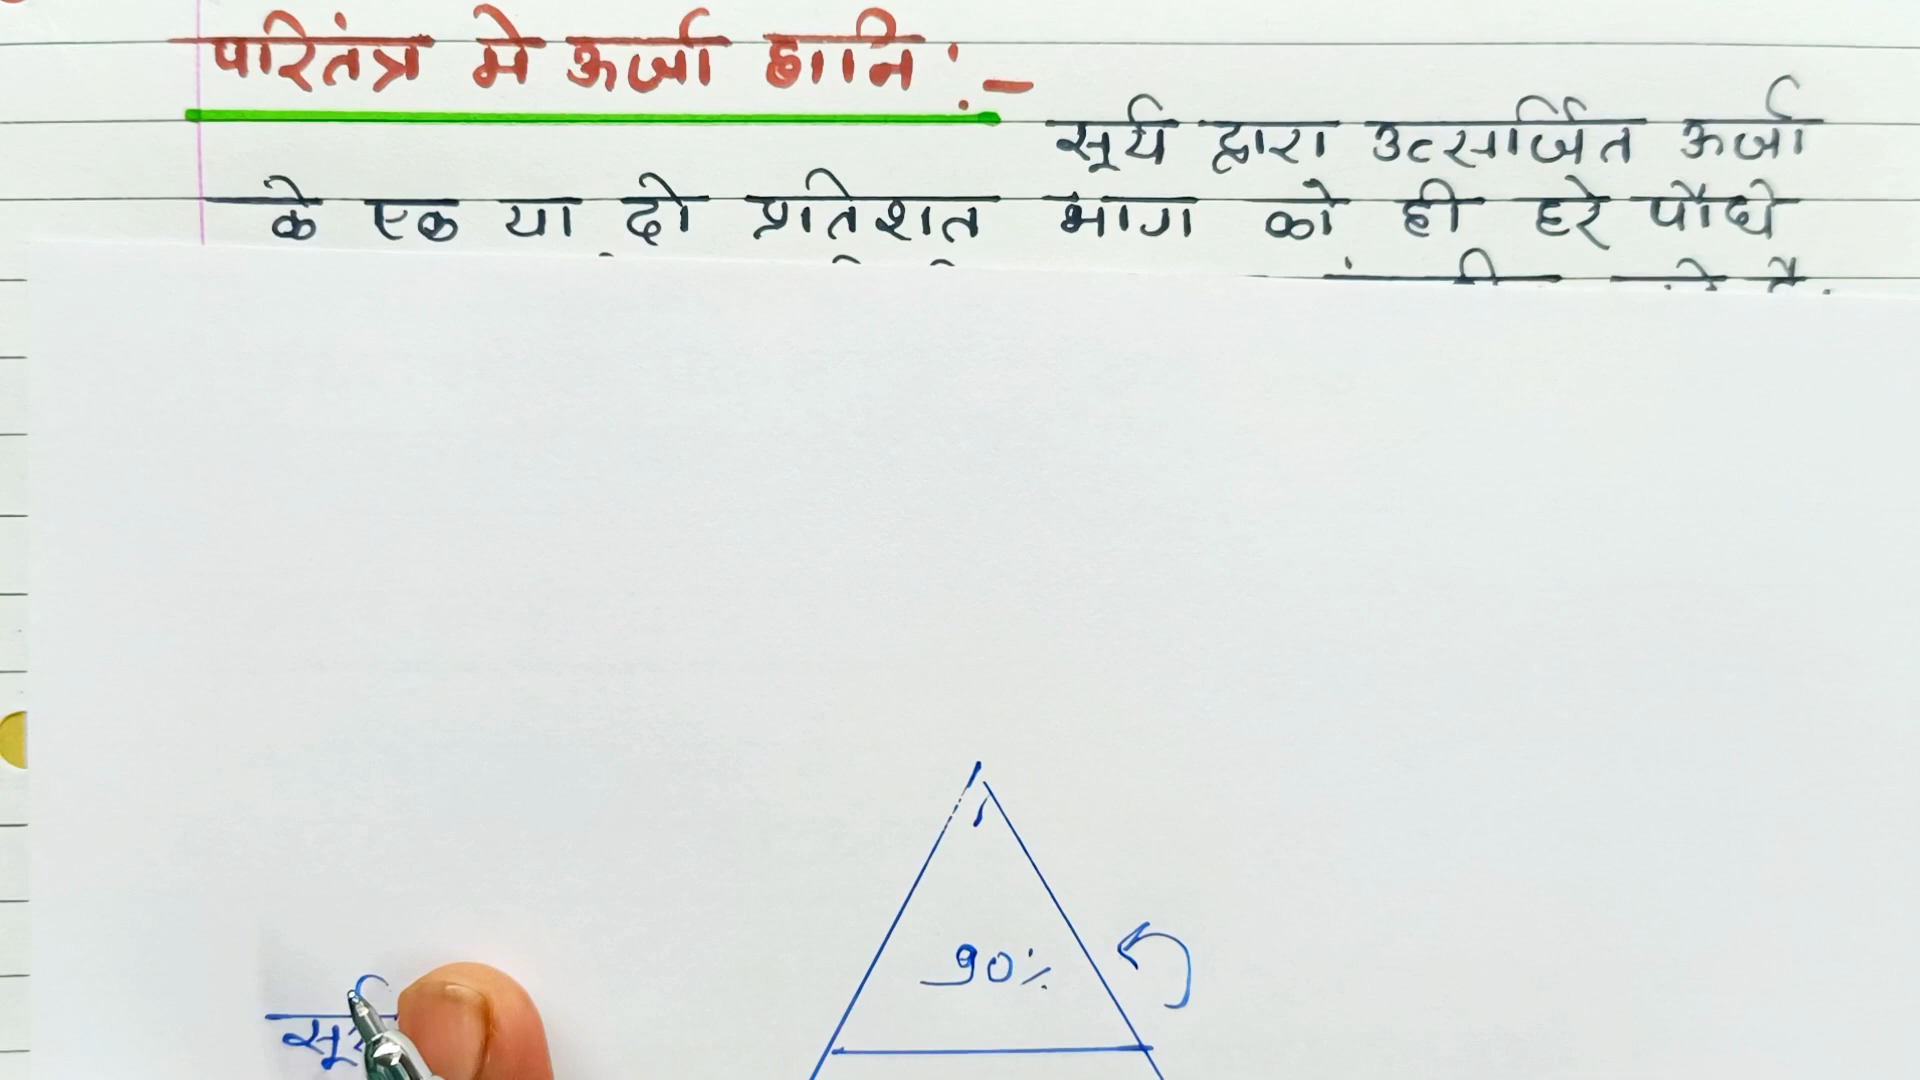 परितंत्र मे ऊर्जा हानि :-
सूर्य द्वारा उत्सर्जित ऊर्जा
के एक या दो प्रतिशत भाग को ही हरे पौधे
90%